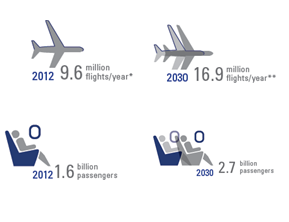 2012 9.6 million flights/year*
2030 16.9 million flights/year**
2012 1.6 billion passengers
2030 2.7 billion passengers